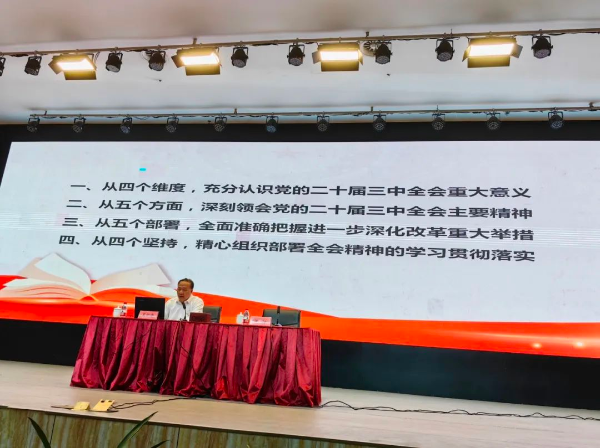 一、从四个维度，充分认识党的二十届三中全会重大意义
二、从五个方面，深刻领会党的二十届三中全会主要精神
三、从五个部署，全面准确把握进一步深化改革重大举措
四、从四个坚持，精心组织部署全会精神的学习贯彻落实